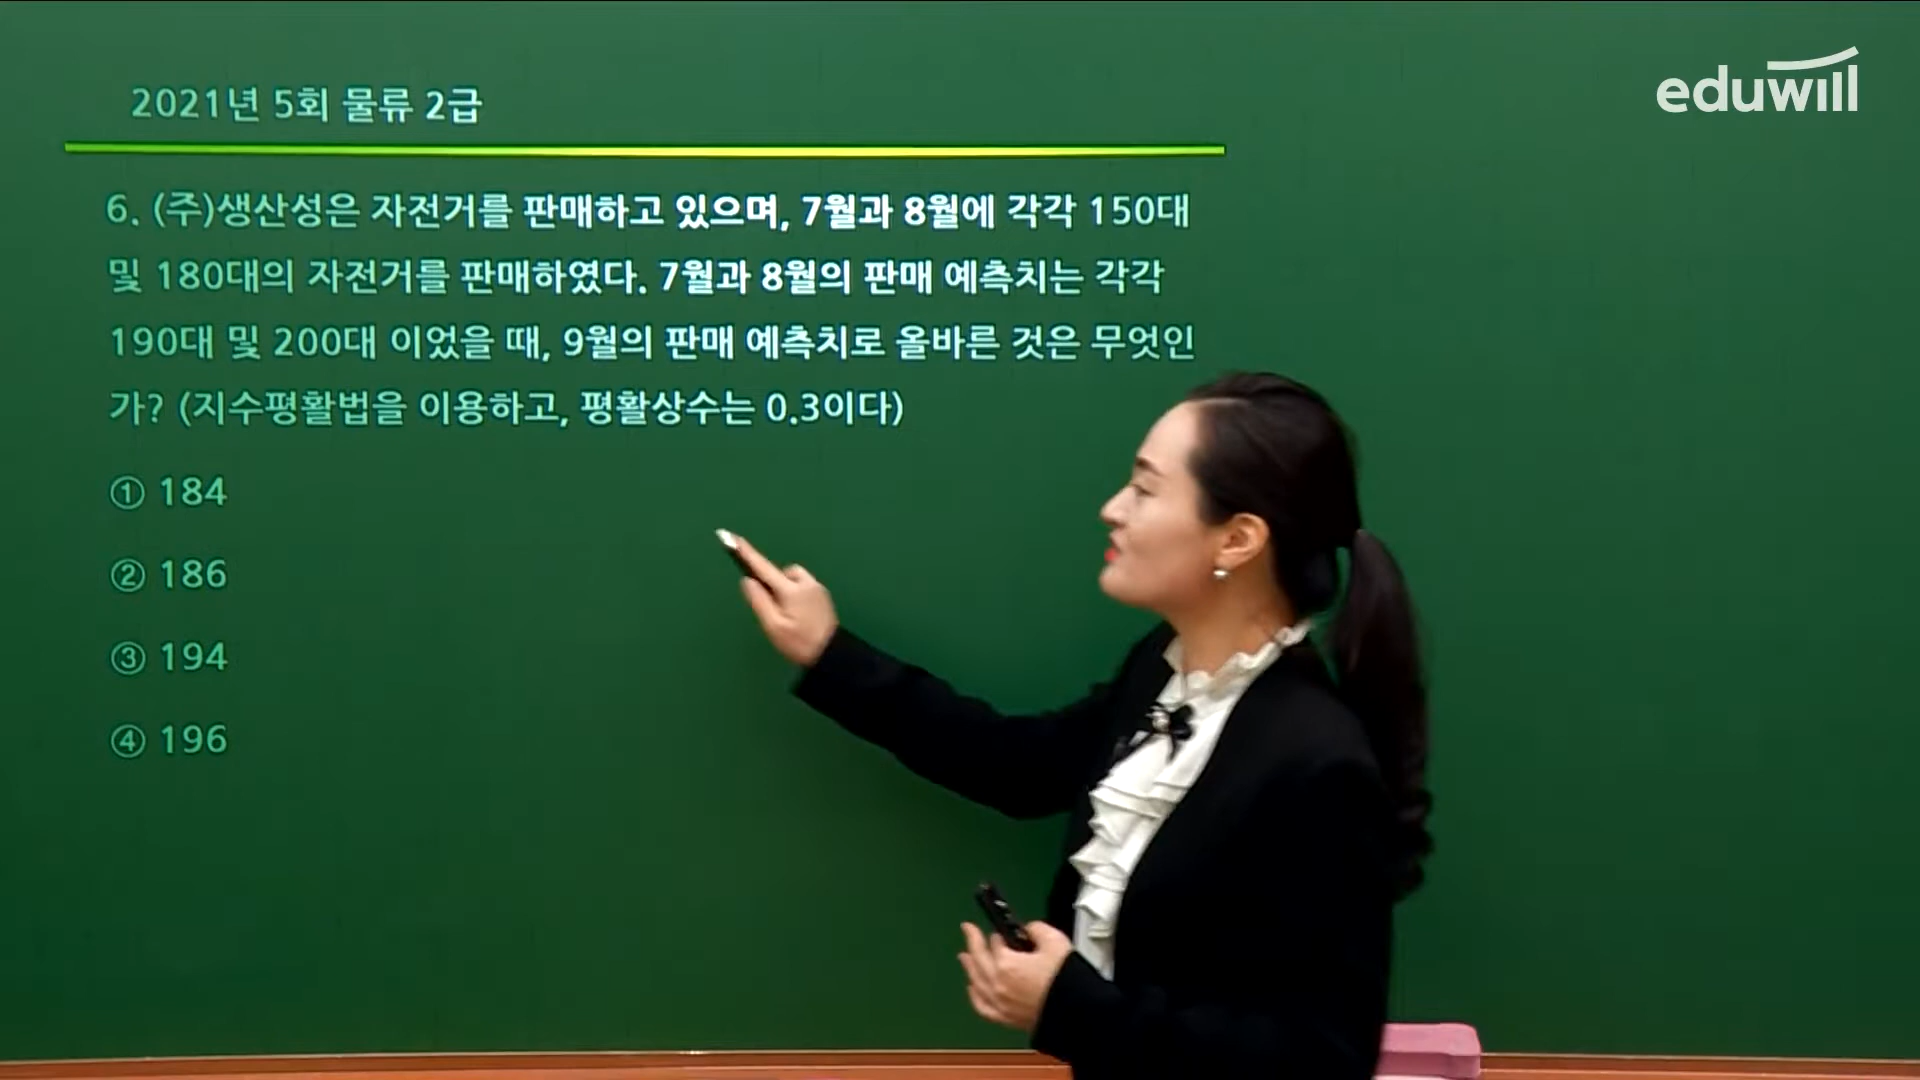 2021년 5회 물류 2급
eduwill
6. (주)생산성은 자전거를 판매하고 있으며, 7월과 8월에 각각 150대
및 180대의 자전거를 판매하였다. 7월과 8월의 판매 예측치는 각각
190대 및 200대 이었을 때, 9월의 판매 예측치로 올바른 것은 무엇인
가? (지수평활법을 이용하고, 평활상수는 0.3이다)
① 184
② 186
③ 194
④ 196